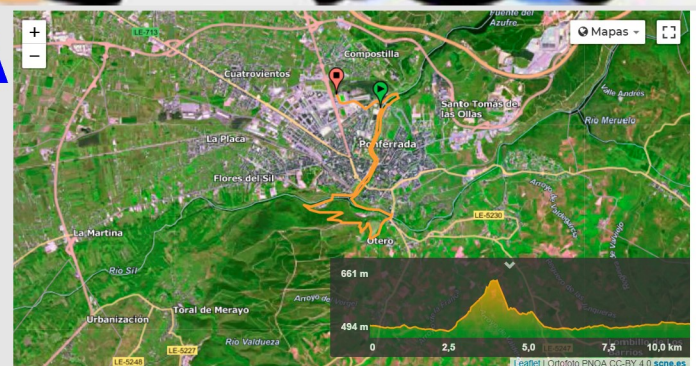 +
−
LE-713
Puente del
Azufre
Mapas
Compostilla
Cuatrovientos
Santo Tomás de
las Ollas
Valle Andrés
Río Meruelo
La Placa
Ponferrada
Flores del Sil
LE-5230
La Martina
Otero
Río Sil
661 m
Arroyo de
Toral de Merayo
Urbanización
494 m
Río Valdueza
LE-5227
LE-5248
0 2,5 5,0 7,5 10,0 km
Leaflet | Ortofoto PNOA CC-BY 4.0 scne.es